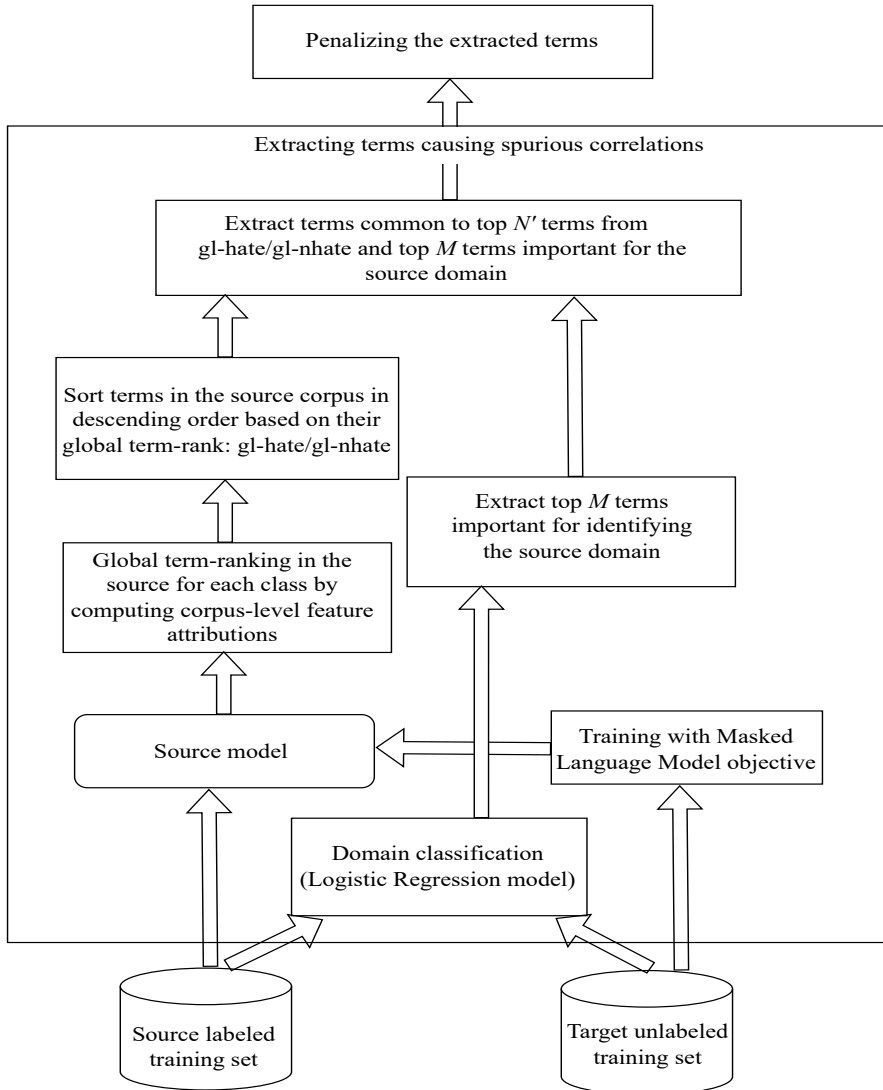 Penalizing the extracted terms
Extracting terms causing spurious correlations
Extract terms common to top N′ terms from
gl-hate/gl-nhate and top M terms important for the
source domain
Sort terms in the source corpus in
descending order based on their
global term-rank: gl-hate/gl-nhate
Extract top M terms
important for identifying
the source domain
Global term-ranking in the
source for each class by
computing corpus-level feature
attributions
Source model
Training with Masked
Language Model objective
Domain classification
(Logistic Regression model)
Source labeled
training set
Target unlabeled
training set